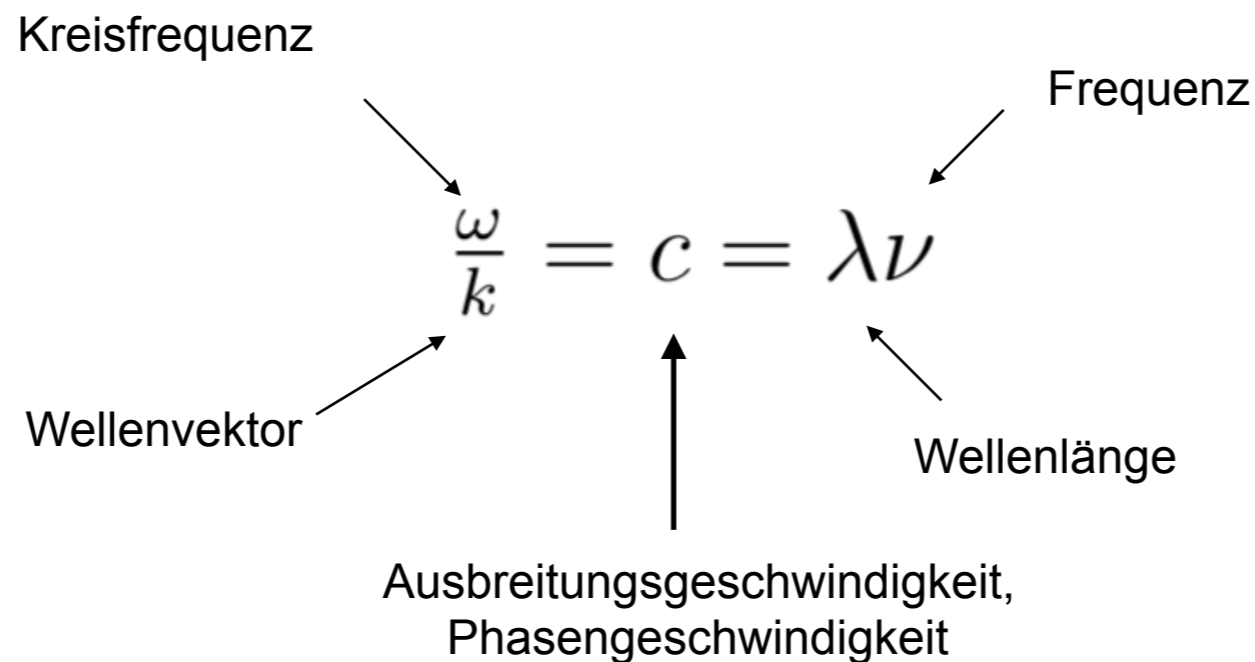 Kreisfrequenz
Frequenz
ω/k = c = λν
Wellenvektor
Wellenlänge
Ausbreitungsgeschwindigkeit,
Phasengeschwindigkeit